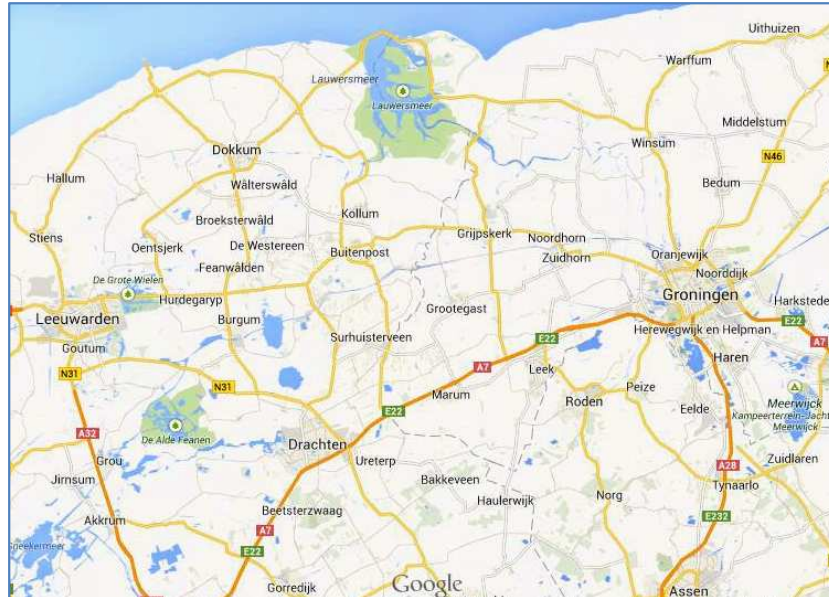 Uithuizen
Warffum
Lauwersmeer
Lauwersmeer
Middelstum
Dokkum
Winsum
N46
Hallum
Wâlterswâld
Bedum
Kollum
Broeksterwâld
Stiens
Oentsjerk
De Westereen
Buitenpost
Grijpskerk
Noordhorn
Zuidhorn
Oranjewijk
Feanwâlden
Noorddijk
De Grote Wielen
Hurdegaryp
Groningen
Grootegast
Harkstede
Leeuwarden
Burgum
E22
Surhuisterveen
Herewegwijk en Helpman
Goutum
E22
A7
Haren
N31
A7
Leek
N31
Marum
Peize
Roden
Meerwijck
E22
Eelde
Kampeerterrein-Jacht
Meerwijck
A32
De Alde Feanen
Drachten
Grou
Ureterp
Zuidlaren
A28
Jirnsum
Bakkeveen
Tynaarlo
Haulerwijk
Norg
Beetsterzwaag
Akkrum
E232
A7
Sneekermeer
E22
Gorredijk
Google
Assen